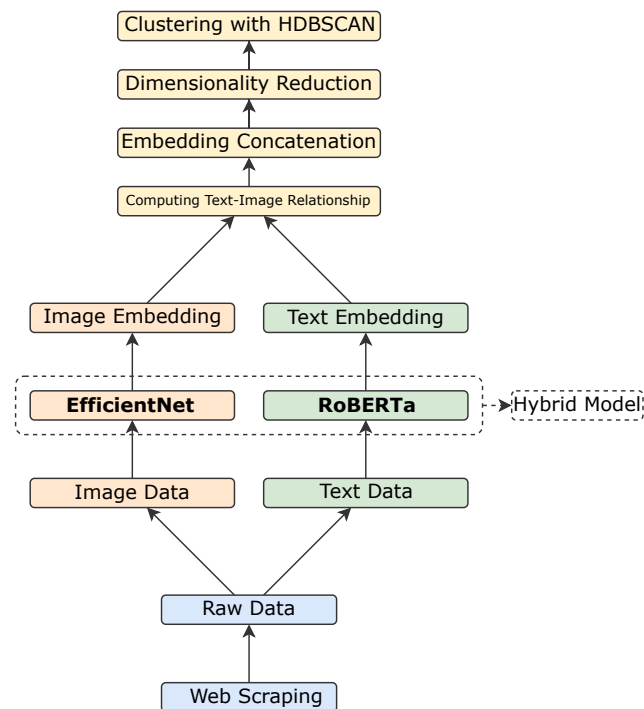 Clustering with HDBSCAN
Dimensionality Reduction
Embedding Concatenation
Computing Text-Image Relationship
Image Embedding
Text Embedding
EfficientNet
RoBERTa
Hybrid Model
Image Data
Text Data
Raw Data
Web Scraping